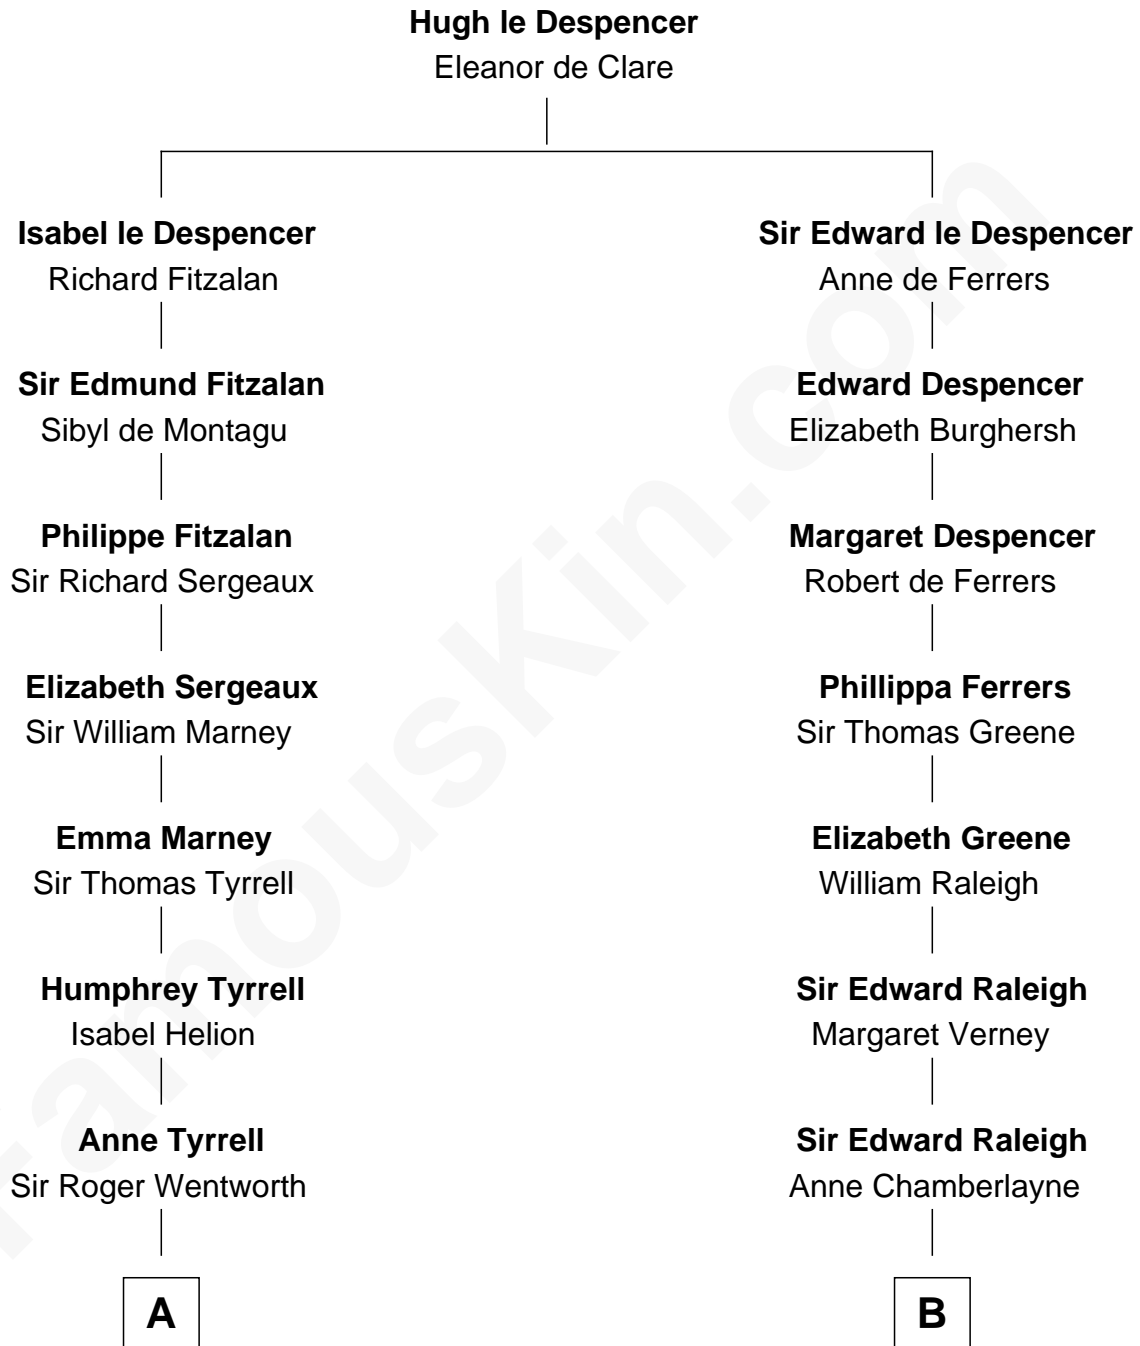 Hugh le Despencer
Eleanor de Clare
Isabel le Despencer
Richard Fitzalan
Sir Edward le Despencer
Anne de Ferrers
Sir Edmund Fitzalan
Sibyl de Montagu
Edward Despencer
Elizabeth Burghersh
Philippe Fitzalan
Sir Richard Sergeaux
Margaret Despencer
Robert de Ferrers
Elizabeth Sergeaux
Sir William Marney
Phillippa Ferrers
Sir Thomas Greene
Emma Marney
Sir Thomas Tyrrell
Elizabeth Greene
William Raleigh
Humphrey Tyrrell
Isabel Helion
Sir Edward Raleigh
Margaret Verney
Anne Tyrrell
Sir Roger Wentworth
Sir Edward Raleigh
Anne Chamberlayne
A
B
FamousKin.com